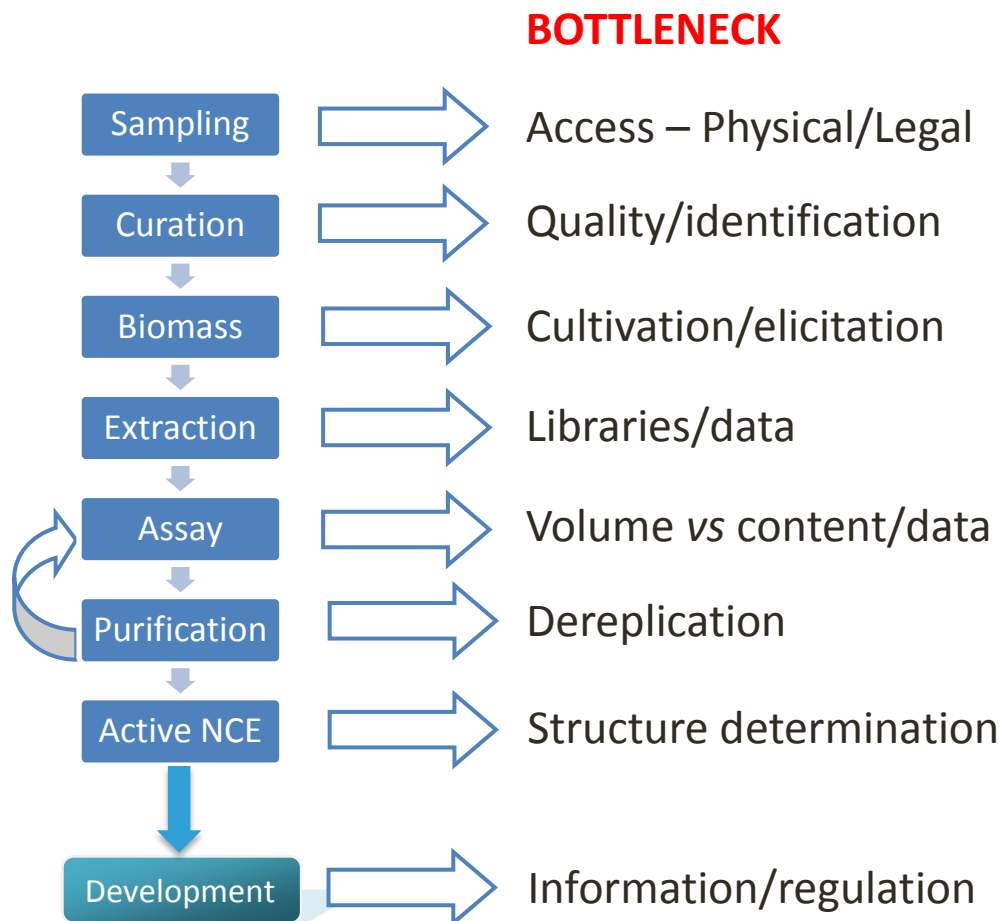 BOTTLENECK
Sampling
Access – Physical/Legal
Curation
Quality/identification
Biomass
Cultivation/elicitation
Extraction
Libraries/data
Assay
Volume vs content/data
Purification
Dereplication
Active NCE
Structure determination
Development
Information/regulation